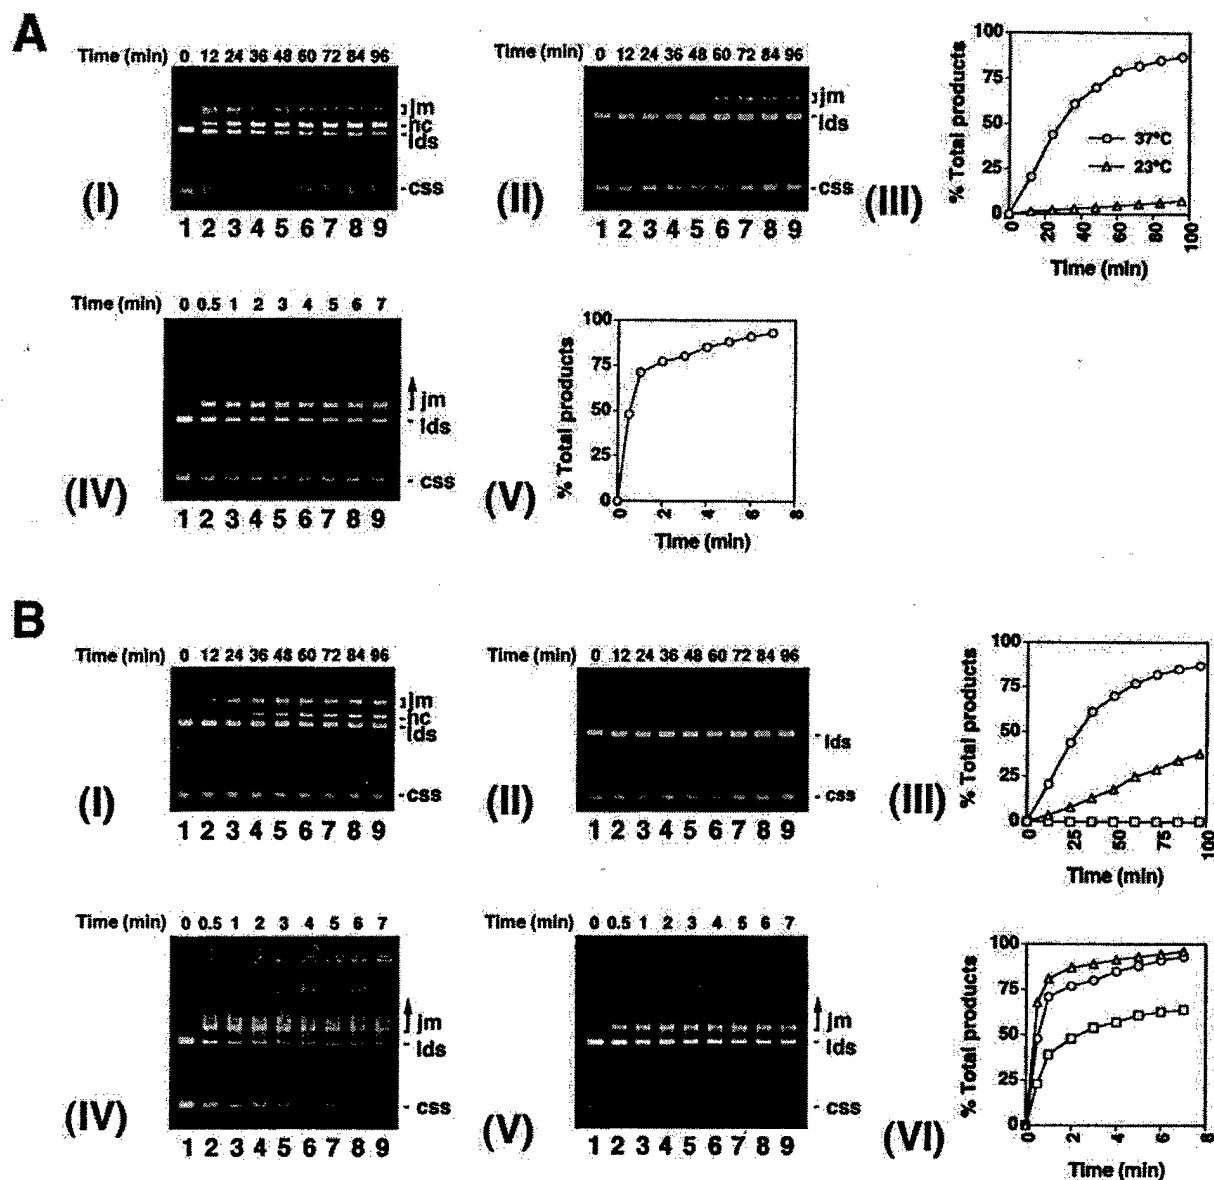 A
Time (min) 0 12 24 36 48 60 72 84 96
jm
nc
lds
css
(I)
1 2 3 4 5 6 7 8 9
Time (min) 0 12 24 36 48 60 72 84 96
jm
lds
css
(II)
1 2 3 4 5 6 7 8 9
% Total products
100
75
50
25
0
37°C
23°C
(III)
0 20 40 60 80 100
Time (min)
Time (min) 0 0.5 1 2 3 4 5 6 7
jm
lds
css
(IV)
1 2 3 4 5 6 7 8 9
% Total products
100
75
50
25
0
(V)
0 2 4 6 8
Time (min)
B
Time (min) 0 12 24 36 48 60 72 84 96
jm
nc
lds
css
(I)
1 2 3 4 5 6 7 8 9
Time (min) 0 12 24 36 48 60 72 84 96
lds
css
(II)
1 2 3 4 5 6 7 8 9
% Total products
100
75
50
25
0
(III)
0 25 50 75 100
Time (min)
Time (min) 0 0.5 1 2 3 4 5 6 7
jm
lds
css
(IV)
1 2 3 4 5 6 7 8 9
Time (min) 0 0.5 1 2 3 4 5 6 7
jm
lds
css
(V)
1 2 3 4 5 6 7 8 9
% Total products
100
75
50
25
0
(VI)
0 2 4 6 8
Time (min)